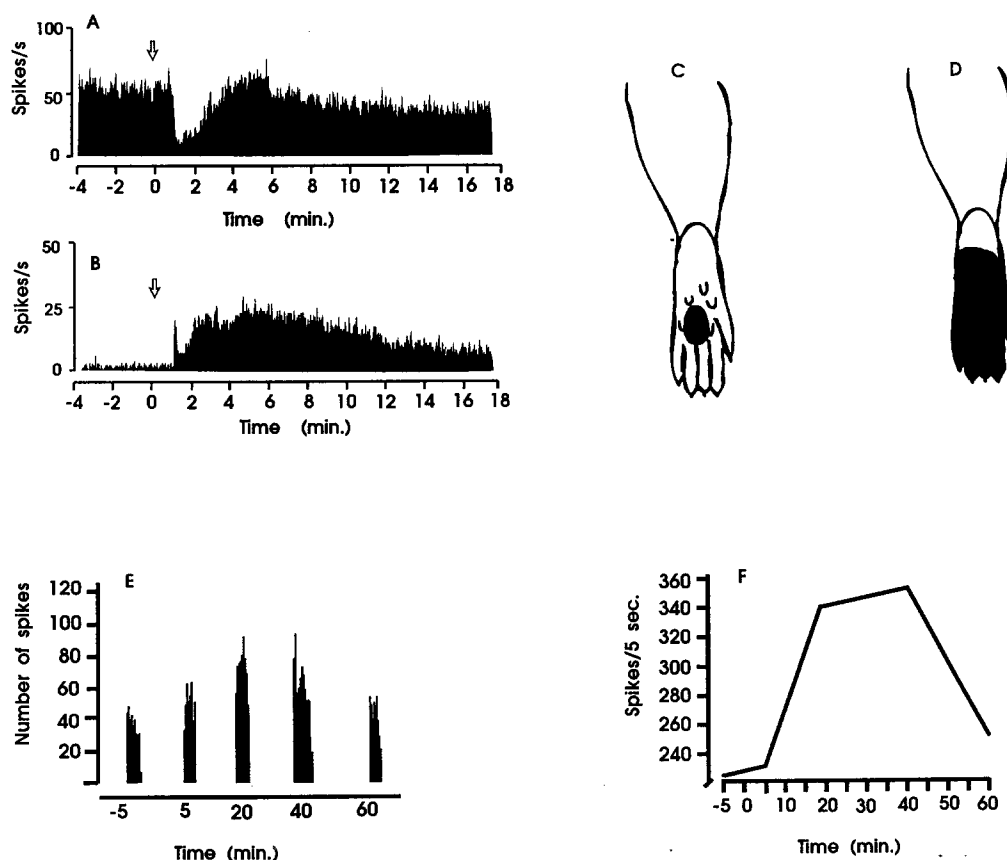 A
100
50
0
Spikes/s
-4 -2 0 2 4 6 8 10 12 14 16 18
Time (min.)
B
50
25
0
Spikes/s
-4 -2 0 2 4 6 8 10 12 14 16 18
Time (min.)
C
D
E
120
100
80
60
40
20
Number of spikes
-5 5 20 40 60
Time (min.)
F
360
340
320
300
280
260
240
Spikes/5 sec.
-5 0 10 20 30 40 50 60
Time (min.)